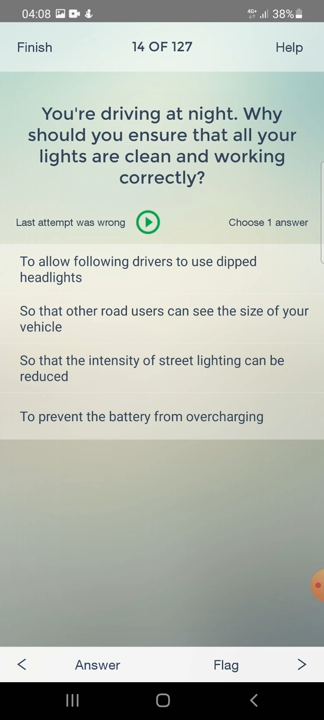 04:08 4G+ 38%
Finish 14 OF 127 Help
You're driving at night. Why
should you ensure that all your
lights are clean and working
correctly?
Last attempt was wrong Choose 1 answer
To allow following drivers to use dipped
headlights
So that other road users can see the size of your
vehicle
So that the intensity of street lighting can be
reduced
To prevent the battery from overcharging
< Answer Flag >